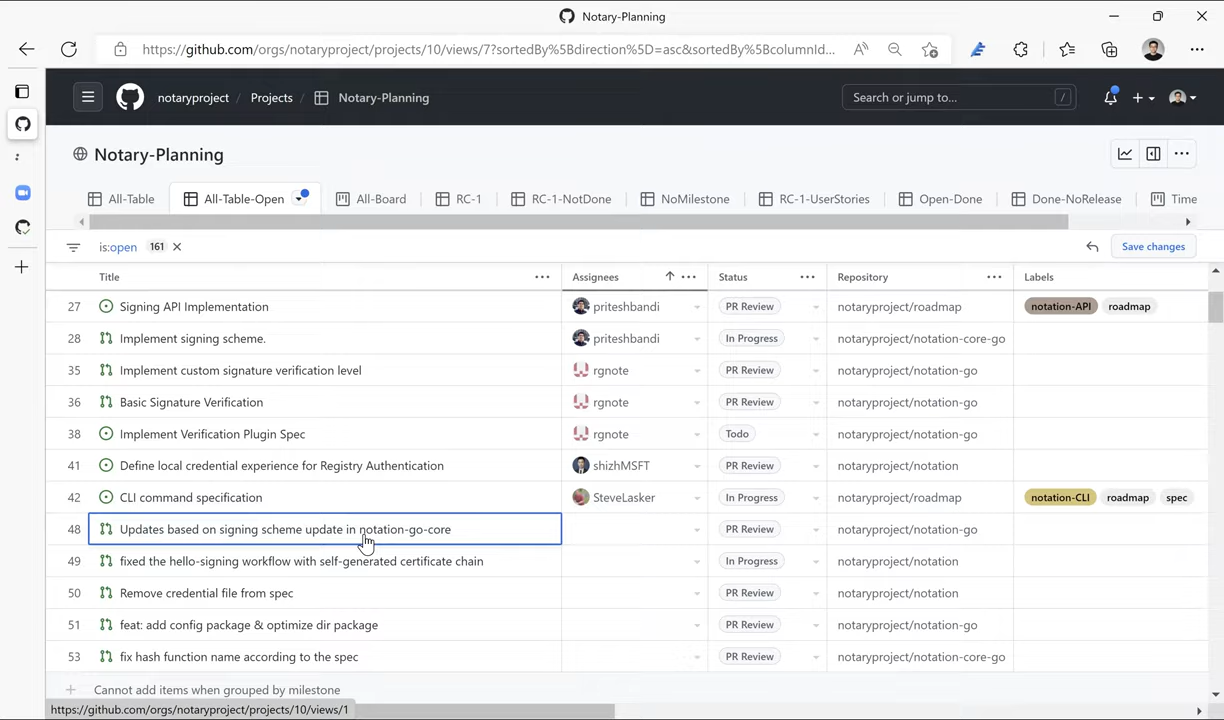 Notary-Planning
https://github.com/orgs/notaryproject/projects/10/views/7?sortedBy%5Bdirection%5D=asc&sortedBy%5BcolumnId...
notaryproject / Projects / Notary-Planning
Search or jump to... /
Notary-Planning
All-Table All-Table-Open All-Board RC-1 RC-1-NotDone NoMilestone RC-1-UserStories Open-Done Done-NoRelease Time
is:open 161 Save changes
Title Assignees Status Repository Labels
27 Signing API Implementation priteshbandi PR Review notaryproject/roadmap notation-API roadmap
28 Implement signing scheme. priteshbandi In Progress notaryproject/notation-core-go
35 Implement custom signature verification level rgnote PR Review notaryproject/notation-go
36 Basic Signature Verification rgnote PR Review notaryproject/notation-go
38 Implement Verification Plugin Spec rgnote Todo notaryproject/notation-go
41 Define local credential experience for Registry Authentication shizhMSFT PR Review notaryproject/notation
42 CLI command specification SteveLasker In Progress notaryproject/roadmap notation-CLI roadmap spec
48 Updates based on signing scheme update in notation-go-core PR Review notaryproject/notation-go
49 fixed the hello-signing workflow with self-generated certificate chain In Progress notaryproject/notation
50 Remove credential file from spec PR Review notaryproject/notation
51 feat: add config package & optimize dir package PR Review notaryproject/notation-go
53 fix hash function name according to the spec PR Review notaryproject/notation-core-go
Cannot add items when grouped by milestone
https://github.com/orgs/notaryproject/projects/10/views/1